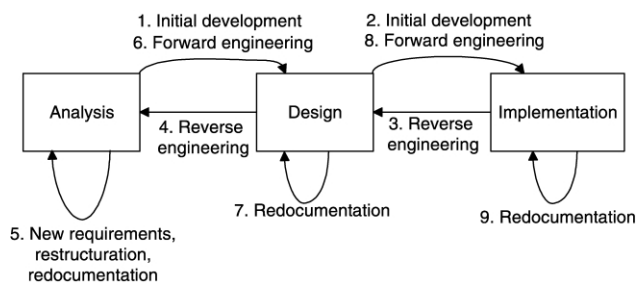 1. Initial development
6. Forward engineering
2. Initial development
8. Forward engineering
Analysis
Design
Implementation
4. Reverse
engineering
3. Reverse
engineering
7. Redocumentation
9. Redocumentation
5. New requirements,
restructuration,
redocumentation